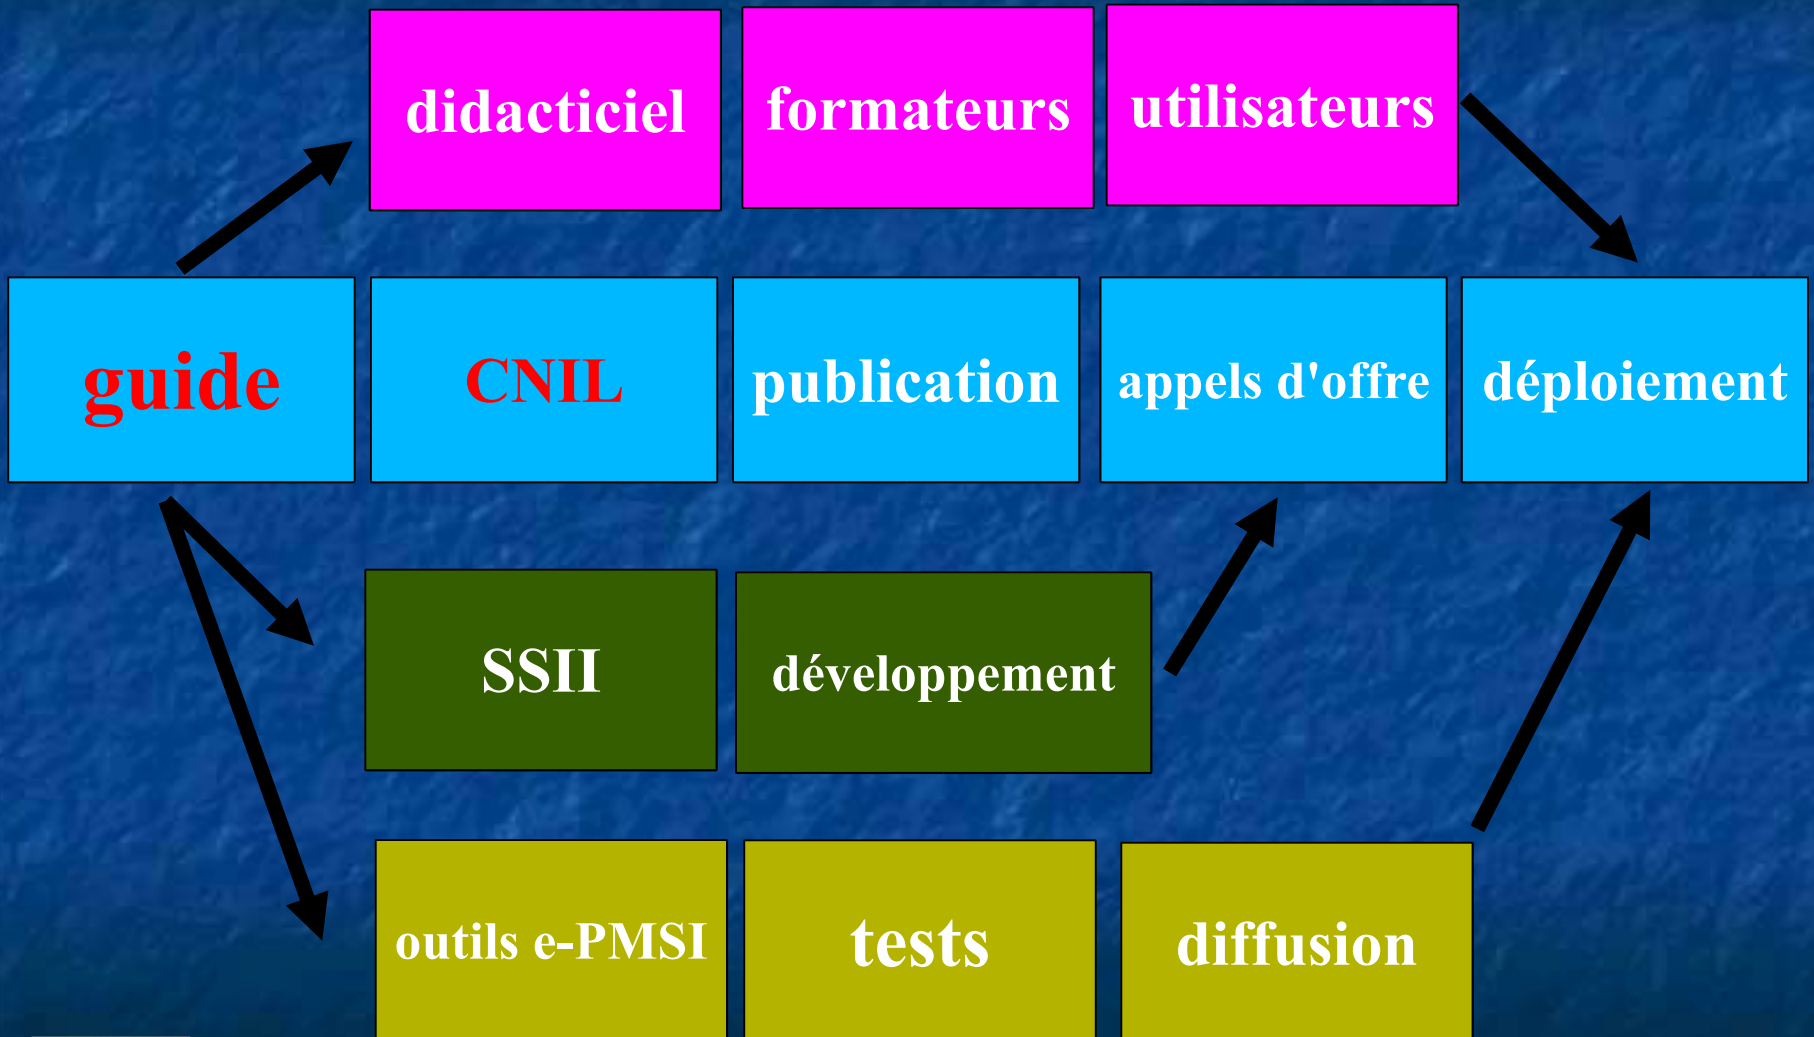 didacticiel
formateurs
utilisateurs
guide
CNIL
publication
appels d'offre
déploiement
SSII
développement
outils e-PMSI
tests
diffusion